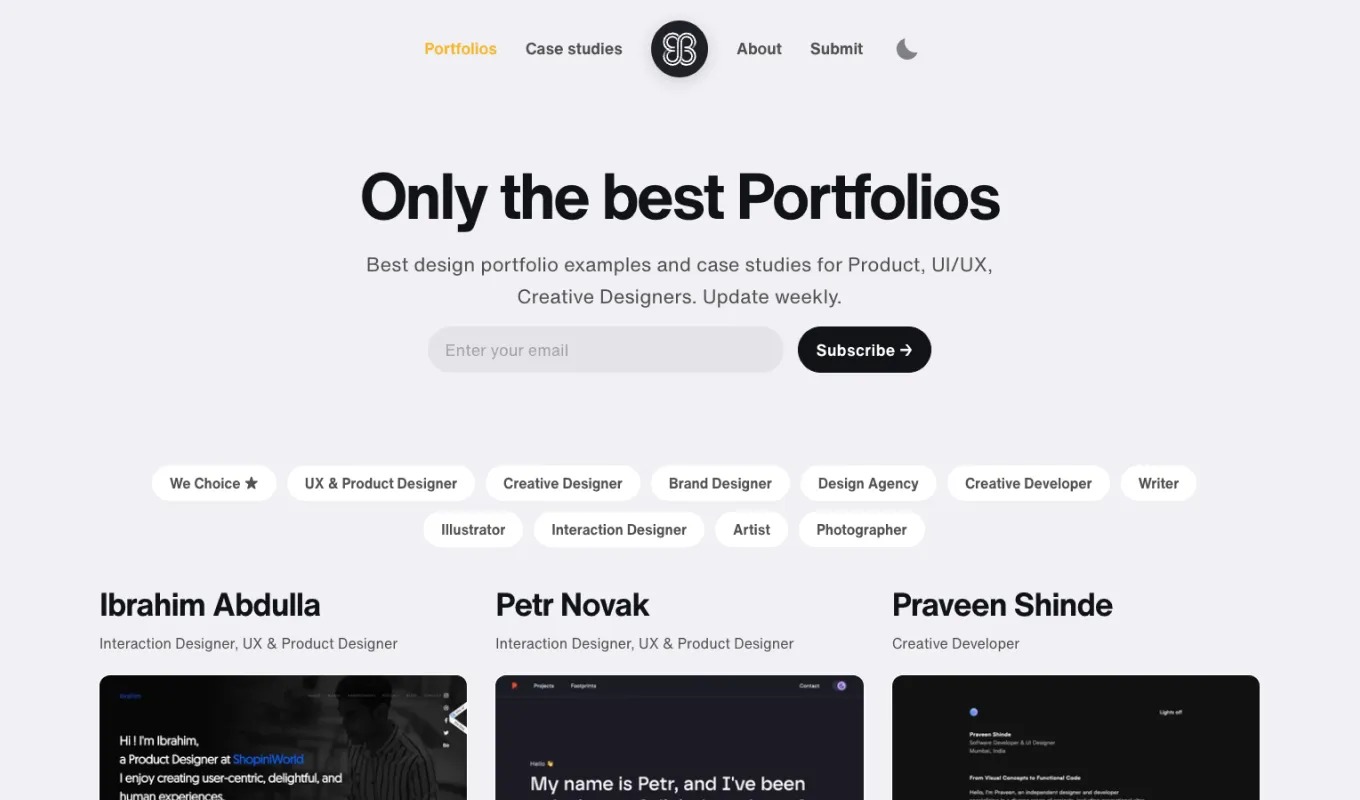 Portfolios
Case studies
About
Submit
Only the best Portfolios
Best design portfolio examples and case studies for Product, UI/UX,
Creative Designers. Update weekly.
Enter your email
Subscribe →
We Choice ★
UX & Product Designer
Creative Designer
Brand Designer
Design Agency
Creative Developer
Writer
Illustrator
Interaction Designer
Artist
Photographer
Ibrahim Abdulla
Interaction Designer, UX & Product Designer
Hi ! I'm Ibrahim,
a Product Designer at ShopiniWorld
I enjoy creating user-centric, delightful, and
human experiences.
Petr Novak
Interaction Designer, UX & Product Designer
Projects
Footprints
Contact
Hello 👋
My name is Petr, and I've been
Praveen Shinde
Creative Developer
Lights off
Praveen Shinde
Software Developer & UI Designer
Mumbai, India
From Visual Concepts to Functional Code
Hello, I'm Praveen, an independent designer and developer